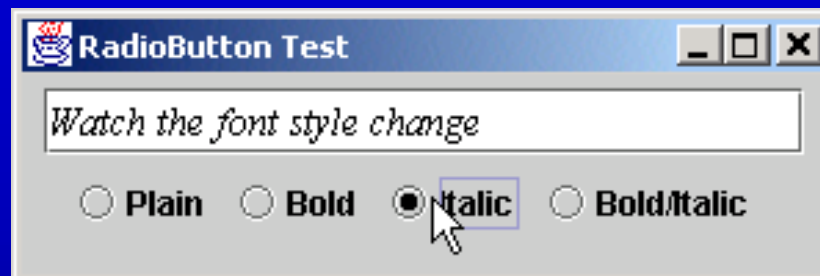 RadioButton Test
Watch the font style change
Plain Bold Italic Bold/Italic